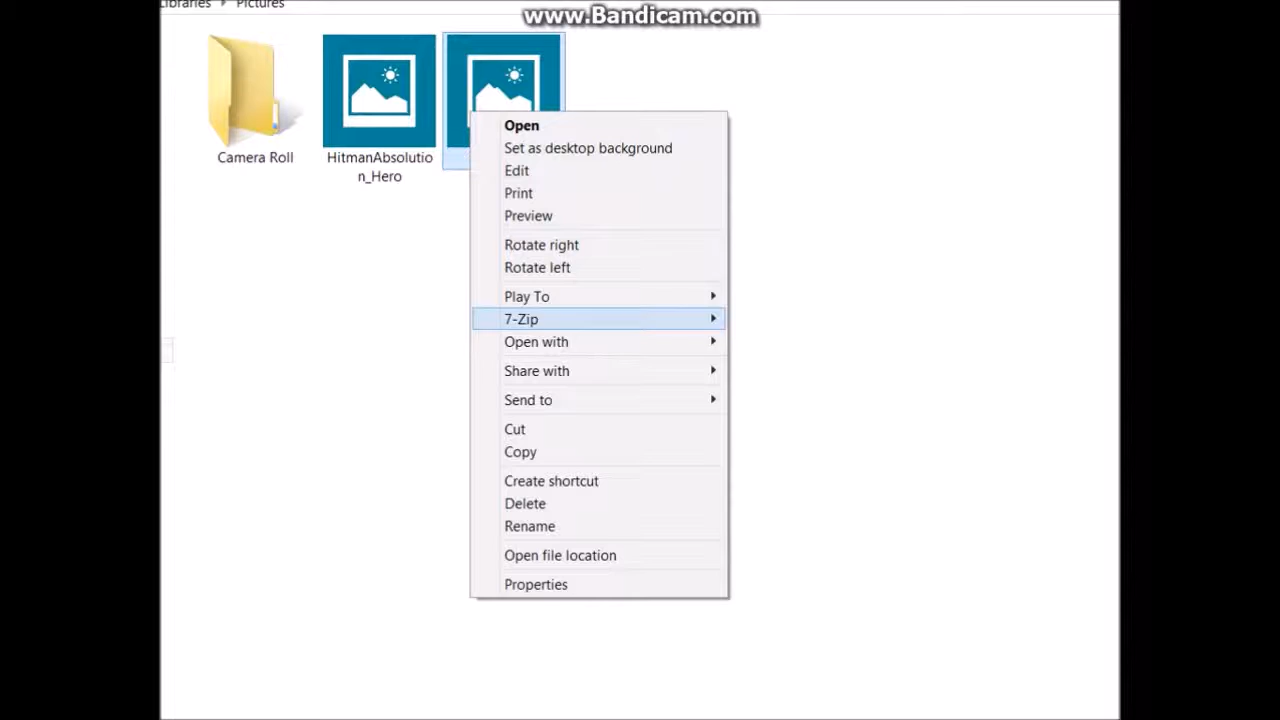 Libraries Pictures
www.Bandicam.com
Camera Roll
HitmanAbsolutio
n_Hero
Open
Set as desktop background
Edit
Print
Preview
Rotate right
Rotate left
Play To
7-Zip
Open with
Share with
Send to
Cut
Copy
Create shortcut
Delete
Rename
Open file location
Properties